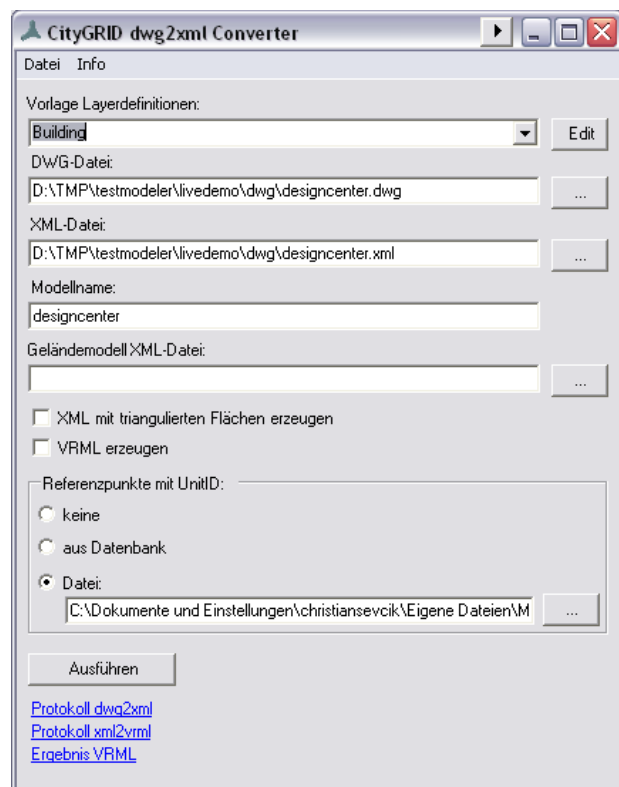 CityGRID dwg2xml Converter
Datei Info
Vorlage Layerdefinitionen:
Building
Edit
DWG-Datei:
D:\TMP\testmodeler\livedemo\dwg\designcenter.dwg
...
XML-Datei:
D:\TMP\testmodeler\livedemo\dwg\designcenter.xml
...
Modellname:
designcenter
Geländemodell XML-Datei:
...
XML mit triangulierten Flächen erzeugen
VRML erzeugen
Referenzpunkte mit UnitID:
keine
aus Datenbank
Datei:
C:\Dokumente und Einstellungen\christiansevcik\Eigene Dateien\M
...
Ausführen
Protokoll dwg2xml
Protokoll xml2vrml
Ergebnis VRML